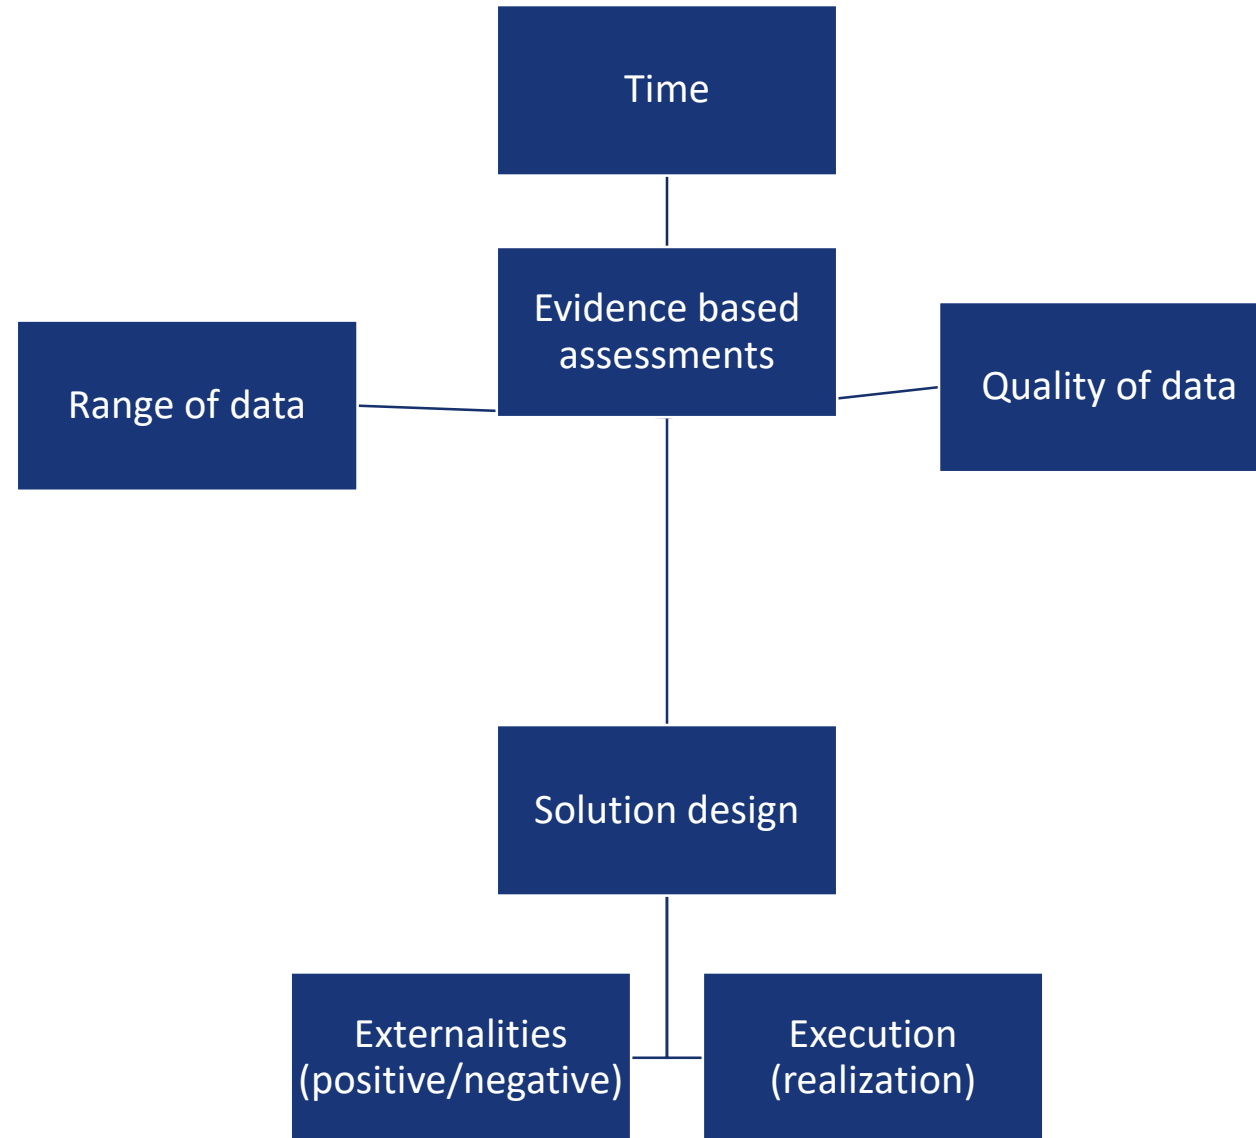 Time
Evidence based
assessments
Range of data
Quality of data
Solution design
Externalities
(positive/negative)
Execution
(realization)